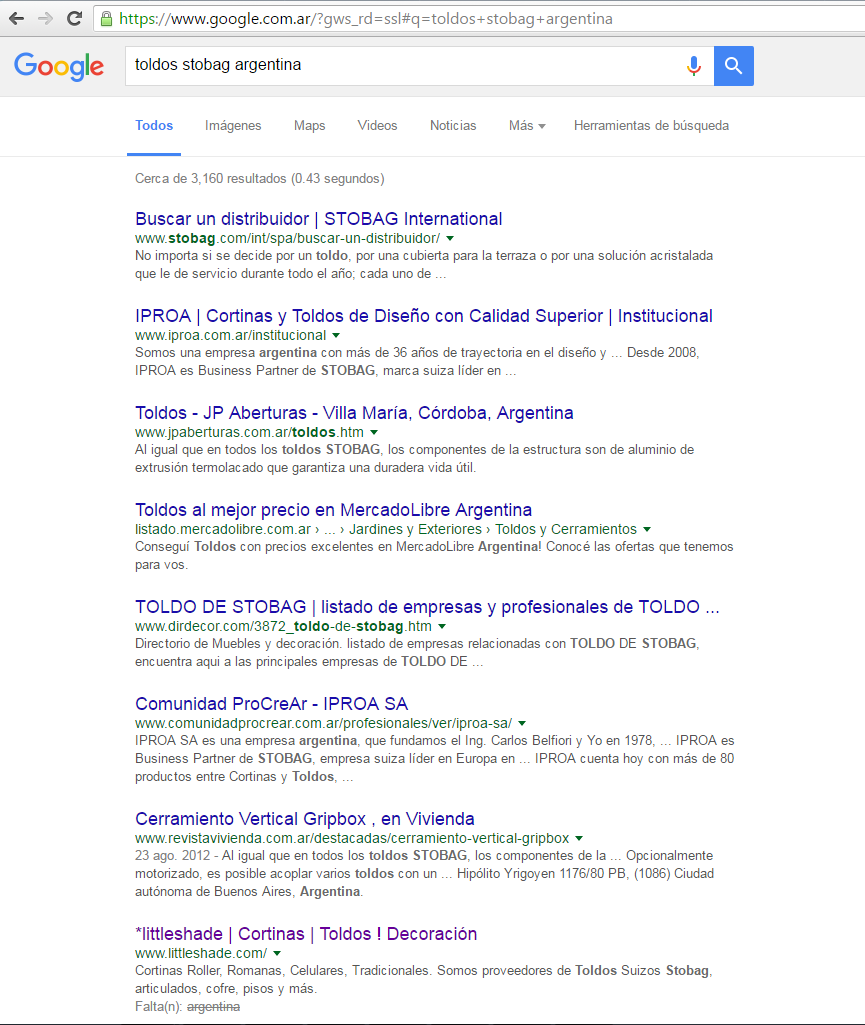 https://www.google.com.ar/?gws_rd=ssl#q=toldos+stobag+argentina
Google
toldos stobag argentina
Todos Imágenes Maps Videos Noticias Más Herramientas de búsqueda
Cerca de 3,160 resultados (0.43 segundos)
Buscar un distribuidor | STOBAG International
www.stobag.com/int/spa/buscar-un-distribuidor/
No importa si se decide por un toldo, por una cubierta para la terraza o por una solución acristalada
que le de servicio durante todo el año; cada uno de ...
IPROA | Cortinas y Toldos de Diseño con Calidad Superior | Institucional
www.iproa.com.ar/institucional
Somos una empresa argentina con más de 36 años de trayectoria en el diseño y ... Desde 2008,
IPROA es Business Partner de STOBAG, marca suiza líder en ...
Toldos - JP Aberturas - Villa María, Córdoba, Argentina
www.jpaberturas.com.ar/toldos.htm
Al igual que en todos los toldos STOBAG, los componentes de la estructura son de aluminio de
extrusión termolacado que garantiza una duradera vida útil.
Toldos al mejor precio en MercadoLibre Argentina
listado.mercadolibre.com.ar › ... › Jardines y Exteriores › Toldos y Cerramientos
Conseguí Toldos con precios excelentes en MercadoLibre Argentina! Conocé las ofertas que tenemos
para vos.
TOLDO DE STOBAG | listado de empresas y profesionales de TOLDO ...
www.dirdecor.com/3872_toldo-de-stobag.htm
Directorio de Muebles y decoración. listado de empresas relacionadas con TOLDO DE STOBAG,
encuentra aqui a las principales empresas de TOLDO DE ...
Comunidad ProCreAr - IPROA SA
www.comunidadprocrear.com.ar/profesionales/ver/iproa-sa/
IPROA SA es una empresa argentina, que fundamos el Ing. Carlos Belfiori y Yo en 1978, ... IPROA es
Business Partner de STOBAG, empresa suiza líder en Europa en ... IPROA cuenta hoy con más de 80
productos entre Cortinas y Toldos, ...
Cerramiento Vertical Gripbox , en Vivienda
www.revistavivienda.com.ar/destacadas/cerramiento-vertical-gripbox
23 ago. 2012 - Al igual que en todos los toldos STOBAG, los componentes de la ... Opcionalmente
motorizado, es posible acoplar varios toldos con un ... Hipólito Yrigoyen 1176/80 PB, (1086) Ciudad
autónoma de Buenos Aires, Argentina.
*littleshade | Cortinas | Toldos ! Decoración
www.littleshade.com/
Cortinas Roller, Romanas, Celulares, Tradicionales. Somos proveedores de Toldos Suizos Stobag,
articulados, cofre, pisos y más.
Falta(n): argentina